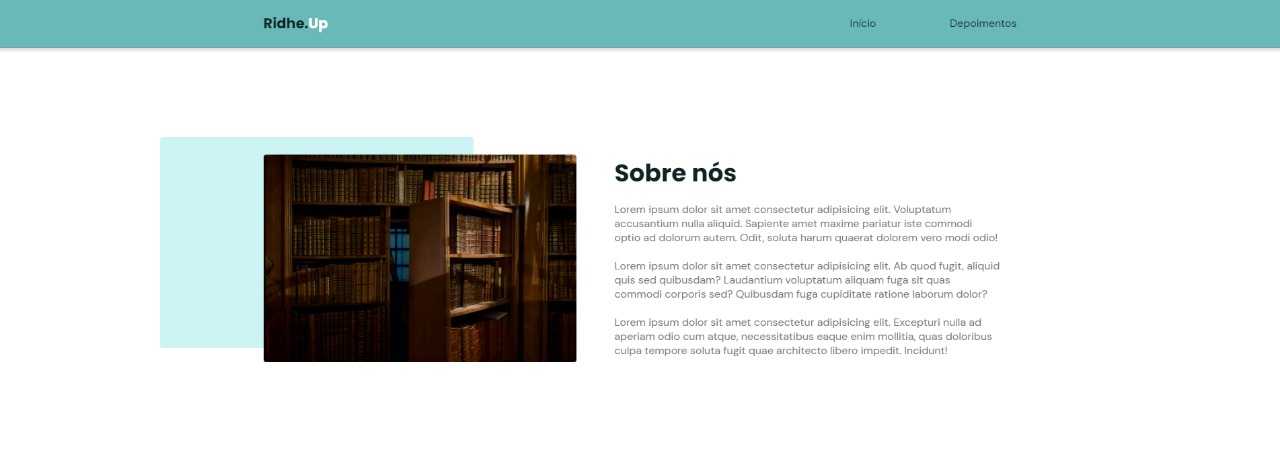 Ridhe.Up
Início
Depoimentos
Sobre nós
Lorem ipsum dolor sit amet consectetur adipisicing elit. Voluptatum
accusantium nulla aliquid. Sapiente amet maxime pariatur iste commodi
optio ad dolorum autem. Odit, soluta harum quaerat dolorem vero modi odio!
Lorem ipsum dolor sit amet consectetur adipisicing elit. Ab quod fugit, aliquid
quis sed quibusdam? Laudantium voluptatum aliquam fuga sit quas
commodi corporis sed? Quibusdam fuga cupiditate ratione laborum dolor?
Lorem ipsum dolor sit amet consectetur adipisicing elit. Excepturi nulla ad
aperiam odio cum atque, necessitatibus eaque enim mollitia, quas doloribus
culpa tempore soluta fugit quae architecto libero impedit. Incidunt!